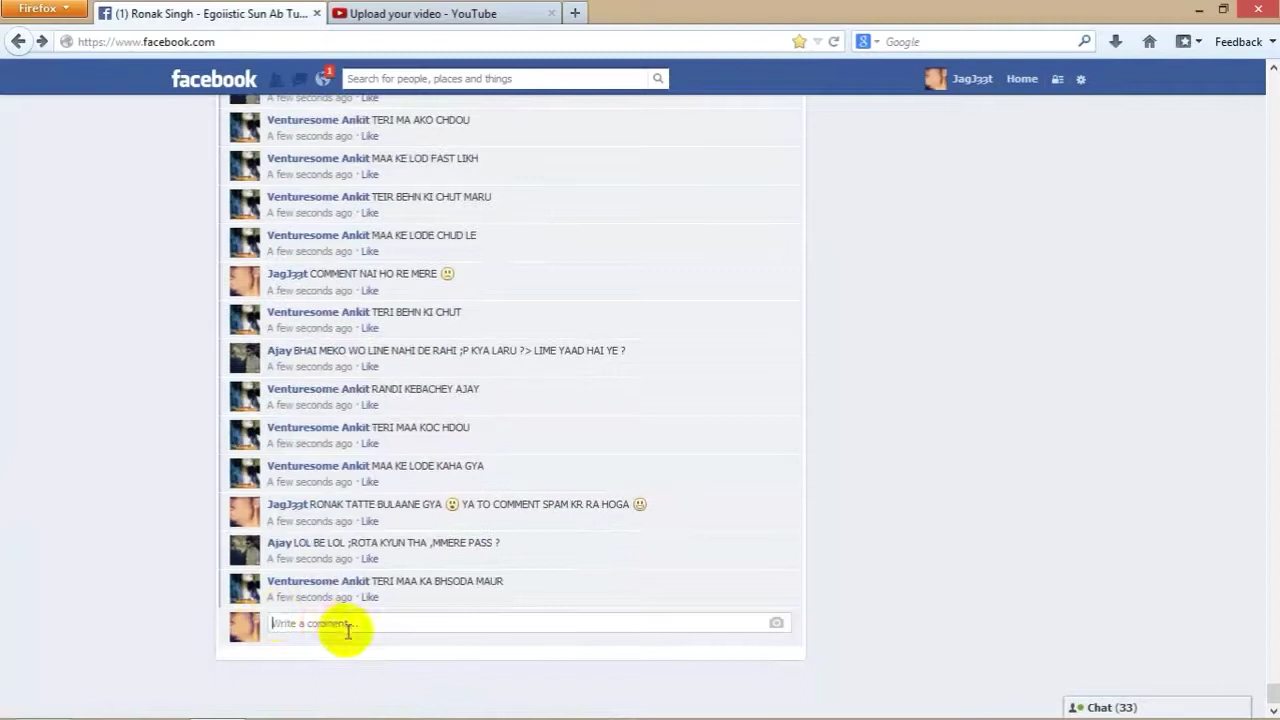 Firefox
(1) Ronak Singh - Egoiistic Sun Ab Tu... ×
Upload your video - YouTube ×
https://www.facebook.com
Google
Feedback
facebook
1
Search for people, places and things
JagJ33t
Home
A few seconds ago · Like
Venturesome Ankit TERI MA AKO CHDOU
A few seconds ago · Like
Venturesome Ankit MAA KE LOD FAST LIKH
A few seconds ago · Like
Venturesome Ankit TEIR BEHN KI CHUT MARU
A few seconds ago · Like
Venturesome Ankit MAA KE LODE CHUD LE
A few seconds ago · Like
JagJ33t COMMENT NAI HO RE MERE
A few seconds ago · Like
Venturesome Ankit TERI BEHN KI CHUT
A few seconds ago · Like
Ajay BHAI MEKO WO LINE NAHI DE RAHI ;P KYA LARU ?> LIME YAAD HAI YE ?
A few seconds ago · Like
Venturesome Ankit RANDI KEBACHEY AJAY
A few seconds ago · Like
Venturesome Ankit TERI MAA KOC HDOU
A few seconds ago · Like
Venturesome Ankit MAA KE LODE KAHA GYA
A few seconds ago · Like
JagJ33t RONAK TATTE BULAANE GYA YA TO COMMENT SPAM KR RA HOGA
A few seconds ago · Like
Ajay LOL BE LOL ;ROTA KYUN THA ,MMERE PASS ?
A few seconds ago · Like
Venturesome Ankit TERI MAA KA BHSODA MAUR
A few seconds ago · Like
Write a comment...
Chat (33)